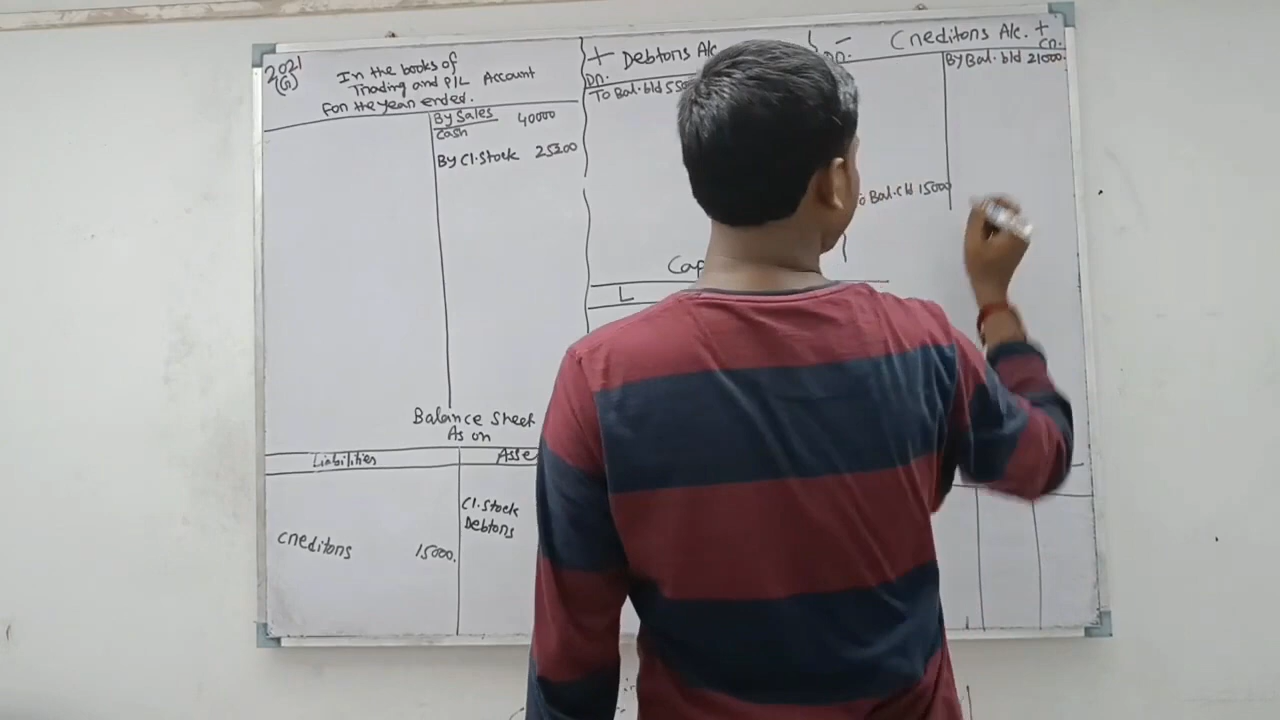 2021
(G)
In the books of
Trading and P/L Account
For the year ended.
By Sales
Cash 40000
By Cl.Stock 25200
+ Debtors A/c
Dr.
To Bal.b/d
- Creditors A/c. +
Dr. Cr.
By Bal. b/d 21000.
To Bal.c/d 15000
Cap
L
Balance Sheet
As on
Liabilities Asse
Cl.Stock
Debtors
Creditors 15000.